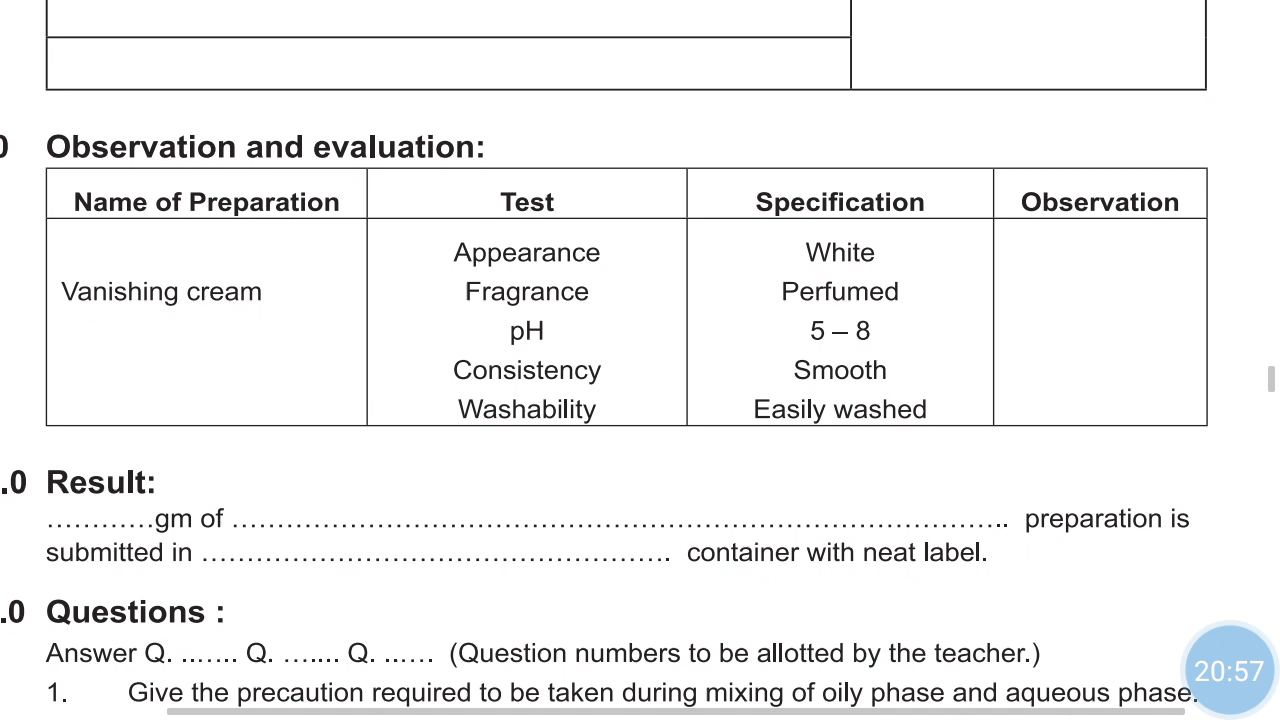 0 Observation and evaluation:
Name of Preparation Test Specification Observation
Appearance White
Vanishing cream Fragrance Perfumed
pH 5 – 8
Consistency Smooth
Washability Easily washed
.0 Result:
............gm of .................................................................................... preparation is
submitted in .................................................... container with neat label.
.0 Questions :
Answer Q. ....... Q. ....... Q. ...... (Question numbers to be allotted by the teacher.)
1. Give the precaution required to be taken during mixing of oily phase and aqueous phase.
20:57